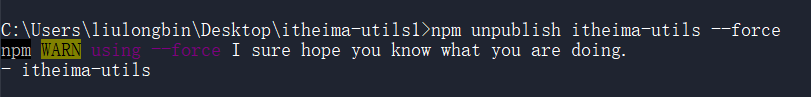 C:\Users\liulongbin\Desktop\itheima-utils1>npm unpublish itheima-utils --force
npm WARN using --force I sure hope you know what you are doing.
- itheima-utils